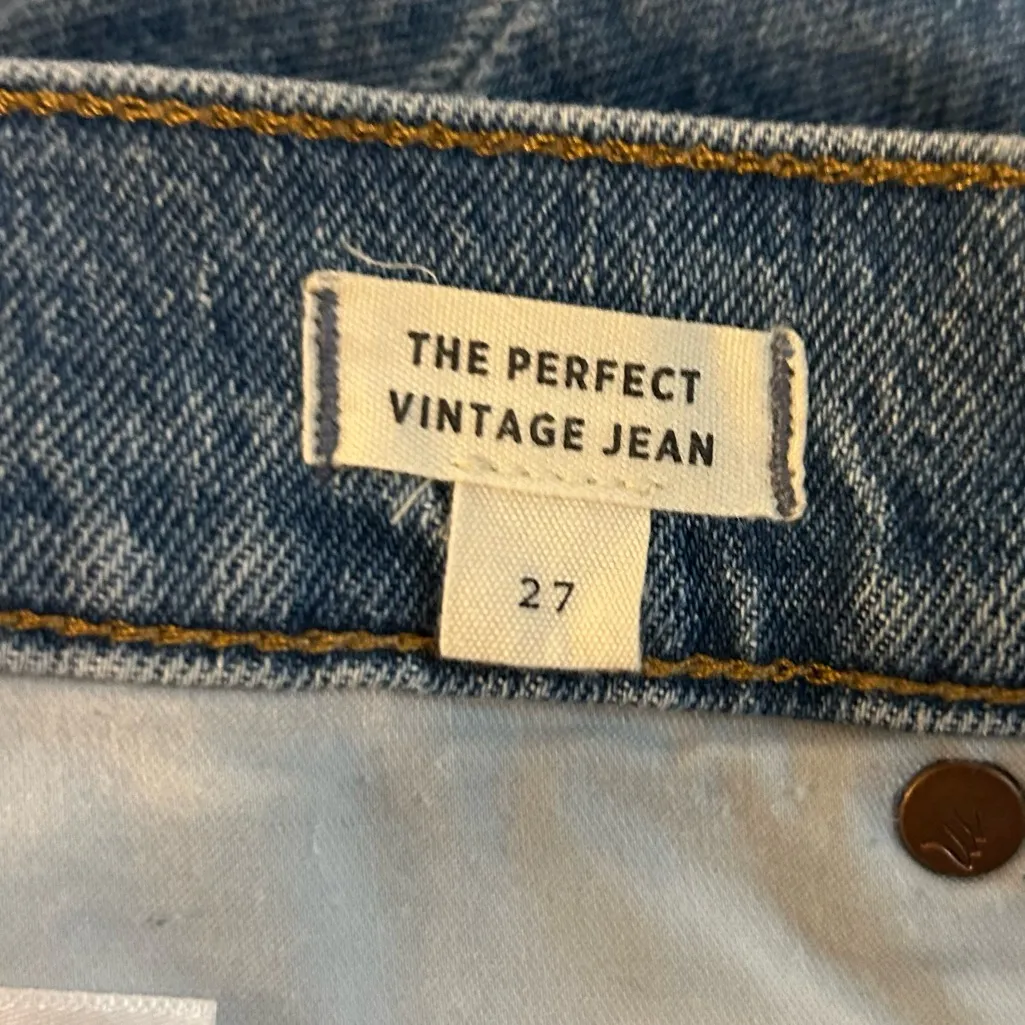 THE PERFECT
VINTAGE JEAN
27